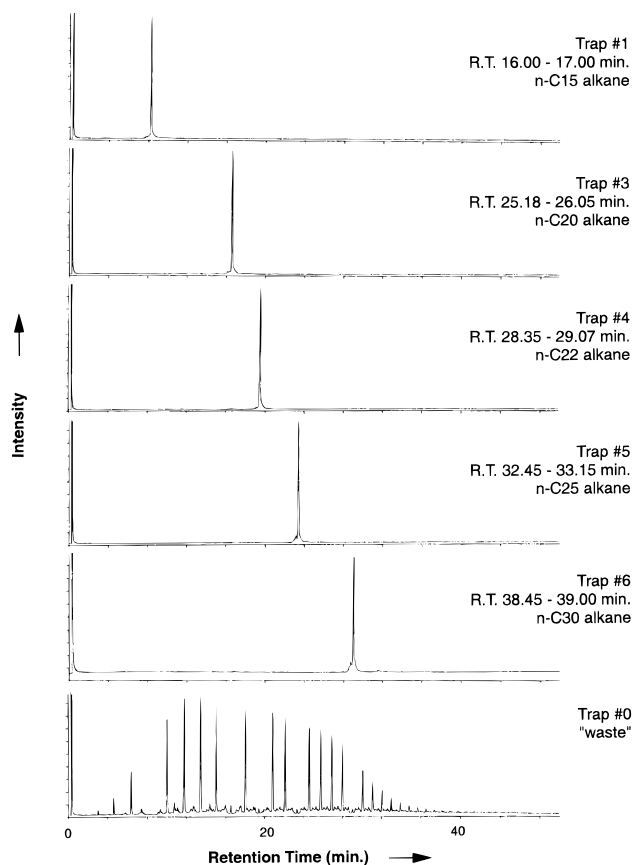 Trap #1
R.T. 16.00 - 17.00 min.
n-C15 alkane
Trap #3
R.T. 25.18 - 26.05 min.
n-C20 alkane
Trap #4
R.T. 28.35 - 29.07 min.
n-C22 alkane
Intensity
Trap #5
R.T. 32.45 - 33.15 min.
n-C25 alkane
Trap #6
R.T. 38.45 - 39.00 min.
n-C30 alkane
Trap #0
"waste"
0 20 40
Retention Time (min.)